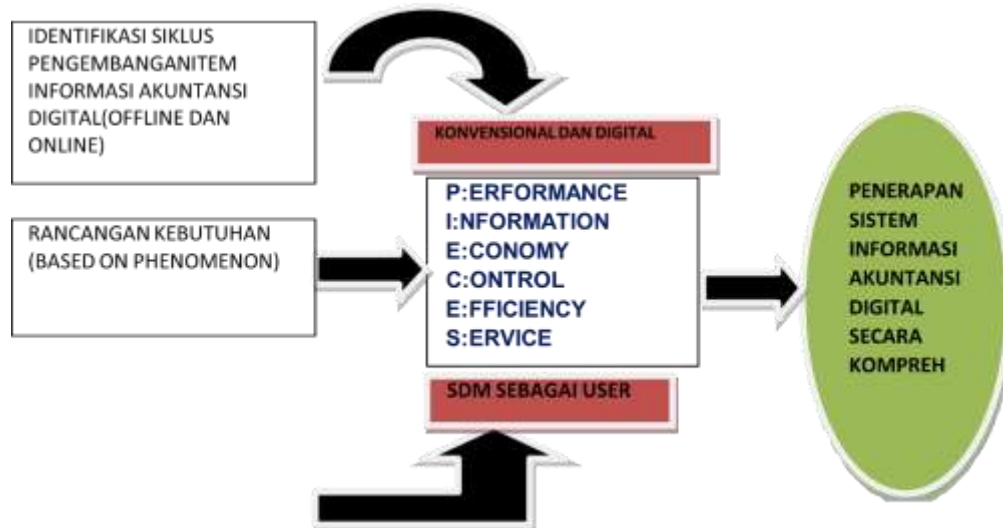 IDENTIFIKASI SIKLUS
PENGEMBANGANITEM
INFORMASI AKUNTANSI
DIGITAL(OFFLINE DAN
ONLINE)
RANCANGAN KEBUTUHAN
(BASED ON PHENOMENON)
KONVENSIONAL DAN DIGITAL
P:ERFORMANCE
I:NFORMATION
E:CONOMY
C:ONTROL
E:FFICIENCY
S:ERVICE
SDM SEBAGAI USER
PENERAPAN
SISTEM
INFORMASI
AKUNTANSI
DIGITAL
SECARA
KOMPREH